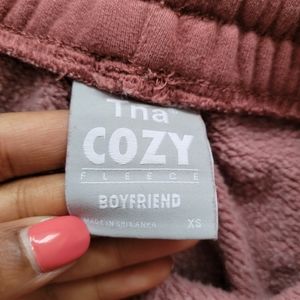 Tna
COZY
FLEECE
BOYFRIEND
MADE IN SRI LANKA XS